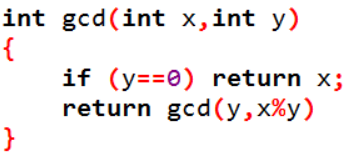 int gcd(int x,int y)
{
    if (y==0) return x;
    return gcd(y,x%y)
}